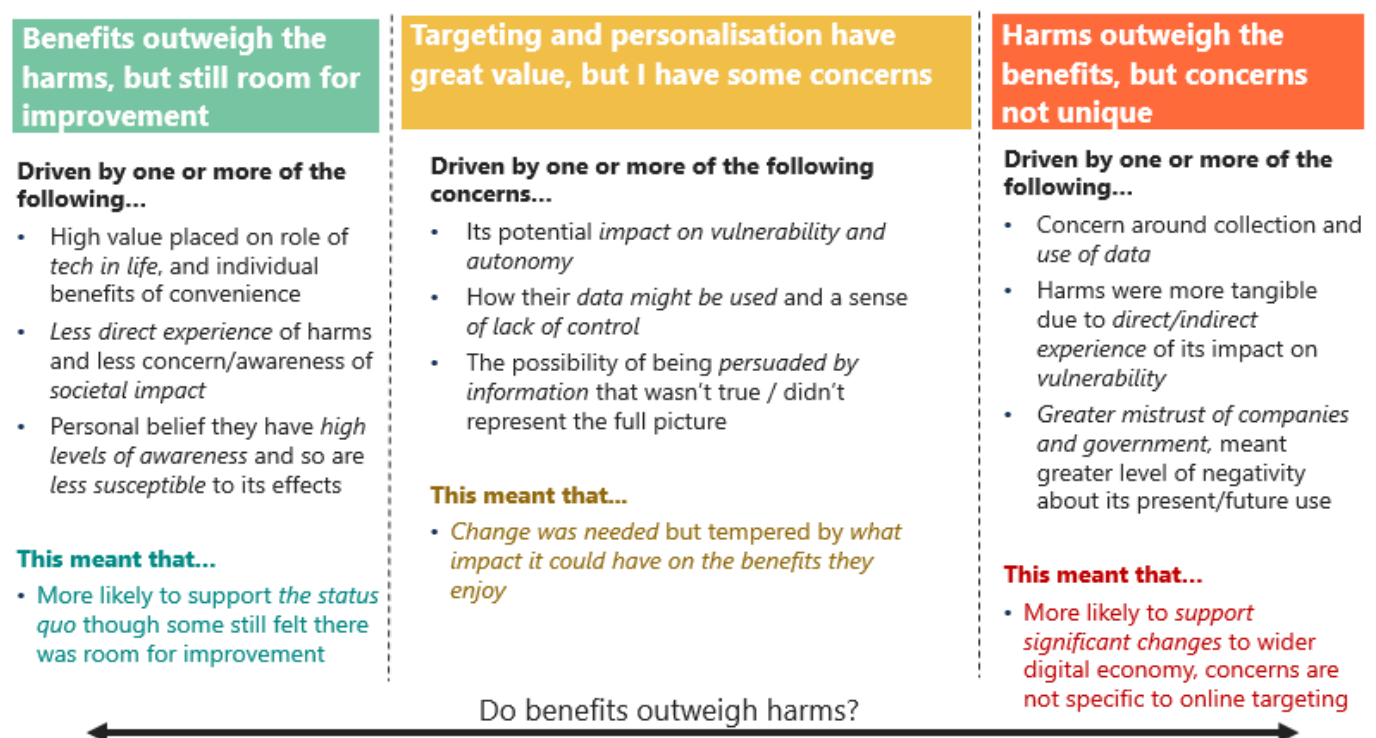 Benefits outweigh the
harms, but still room for
improvement
Driven by one or more of the
following...
• High value placed on role of
tech in life, and individual
benefits of convenience
• Less direct experience of harms
and less concern/awareness of
societal impact
• Personal belief they have high
levels of awareness and so are
less susceptible to its effects
This meant that...
• More likely to support the status
quo though some still felt there
was room for improvement
Targeting and personalisation have
great value, but I have some concerns
Driven by one or more of the following
concerns...
• Its potential impact on vulnerability and
autonomy
• How their data might be used and a sense
of lack of control
• The possibility of being persuaded by
information that wasn't true / didn't
represent the full picture
This meant that...
• Change was needed but tempered by what
impact it could have on the benefits they
enjoy
Harms outweigh the
benefits, but concerns
not unique
Driven by one or more of the
following...
• Concern around collection and
use of data
• Harms were more tangible
due to direct/indirect
experience of its impact on
vulnerability
• Greater mistrust of companies
and government, meant
greater level of negativity
about its present/future use
This meant that...
• More likely to support
significant changes to wider
digital economy, concerns are
not specific to online targeting
Do benefits outweigh harms?